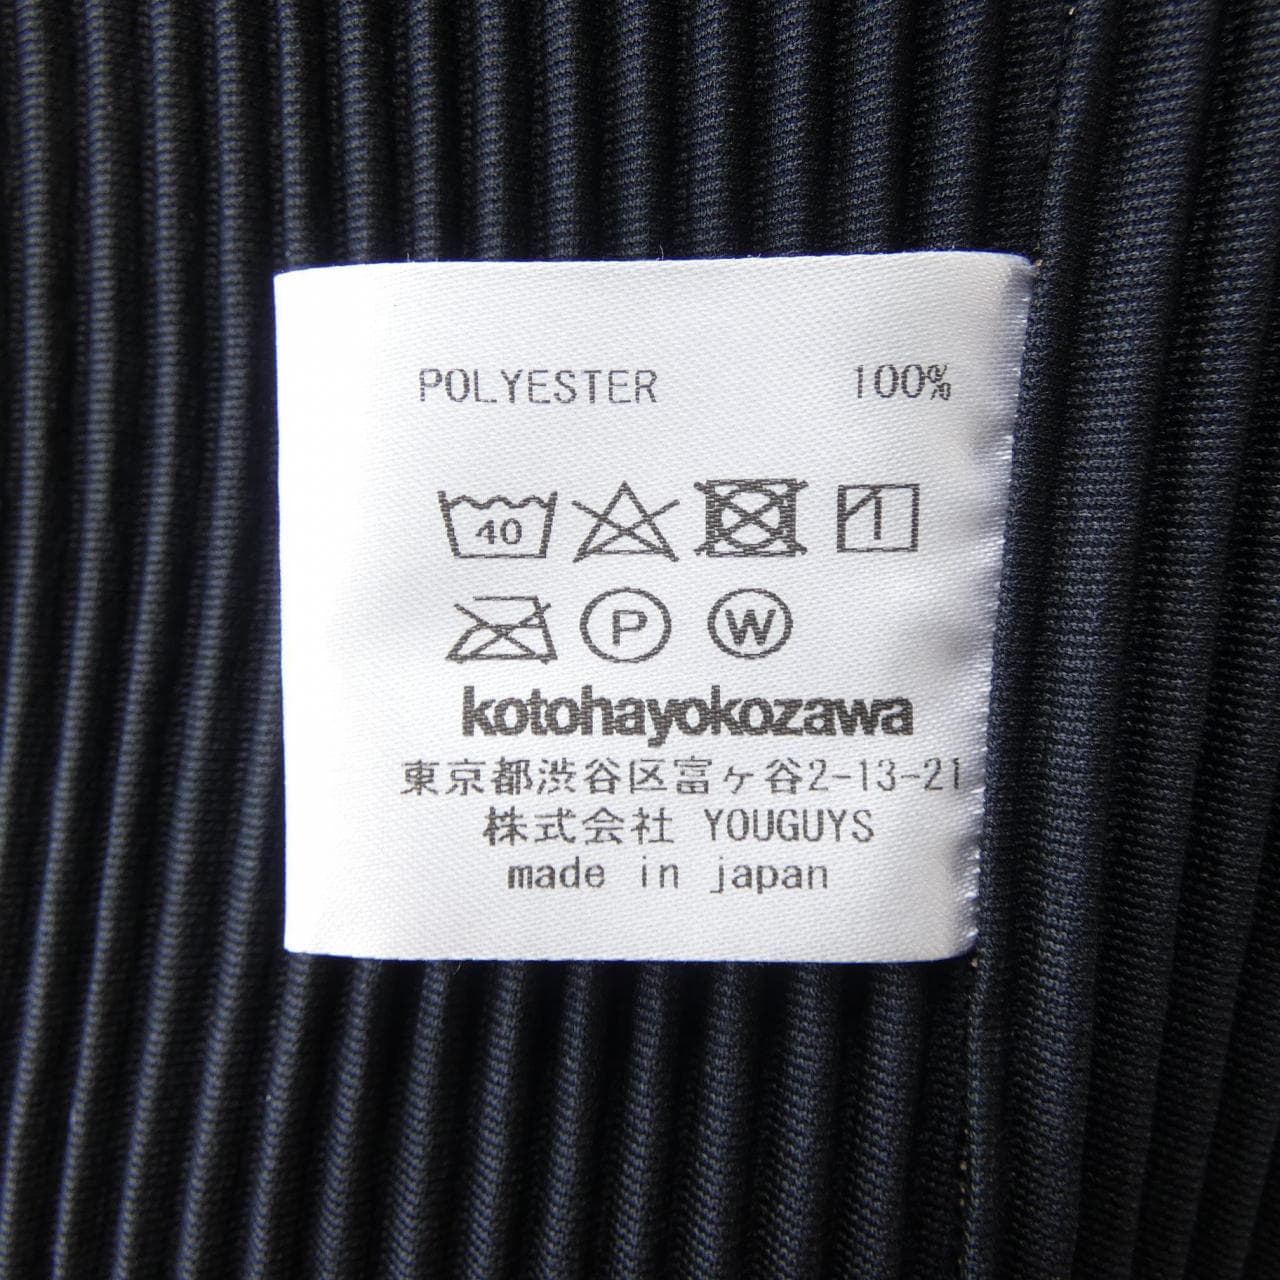 POLYESTER 100%
40
P W
kotohayokozawa
東京都渋谷区富ヶ谷2-13-21
株式会社 YOUGUYS
made in japan